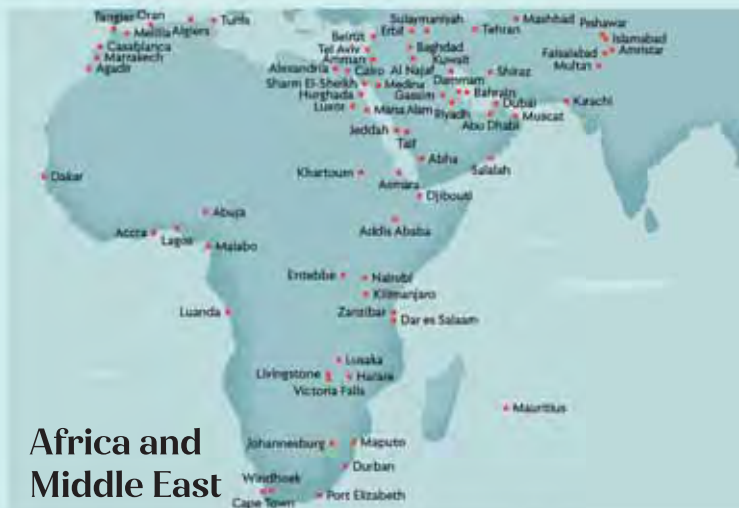 Tangier Oran
Tunis
Melilla Algiers
Casablanca
Marrakech
Agadir
Sulaymaniyah
Erbil
Beirut
Tehran
Mashhad
Peshawar
Islamabad
Faisalabad
Amritsar
Multan
Tel Aviv
Baghdad
Amman
Kuwait
Alexandria
Cairo
Al Najaf
Dammam
Shiraz
Sharm El-Sheikh
Medina
Bahrain
Hurghada
Gassim
Dubai
Karachi
Luxor
Marsa Alam
Riyadh
Abu Dhabi
Muscat
Jeddah
Taif
Abha
Salalah
Dakar
Khartoum
Asmara
Djibouti
Abuja
Accra
Lagos
Addis Ababa
Malabo
Entebbe
Nairobi
Kilimanjaro
Luanda
Zanzibar
Dar es Salaam
Lusaka
Livingstone
Harare
Victoria Falls
Mauritius
Africa and
Middle East
Johannesburg
Maputo
Durban
Windhoek
Cape Town
Port Elizabeth